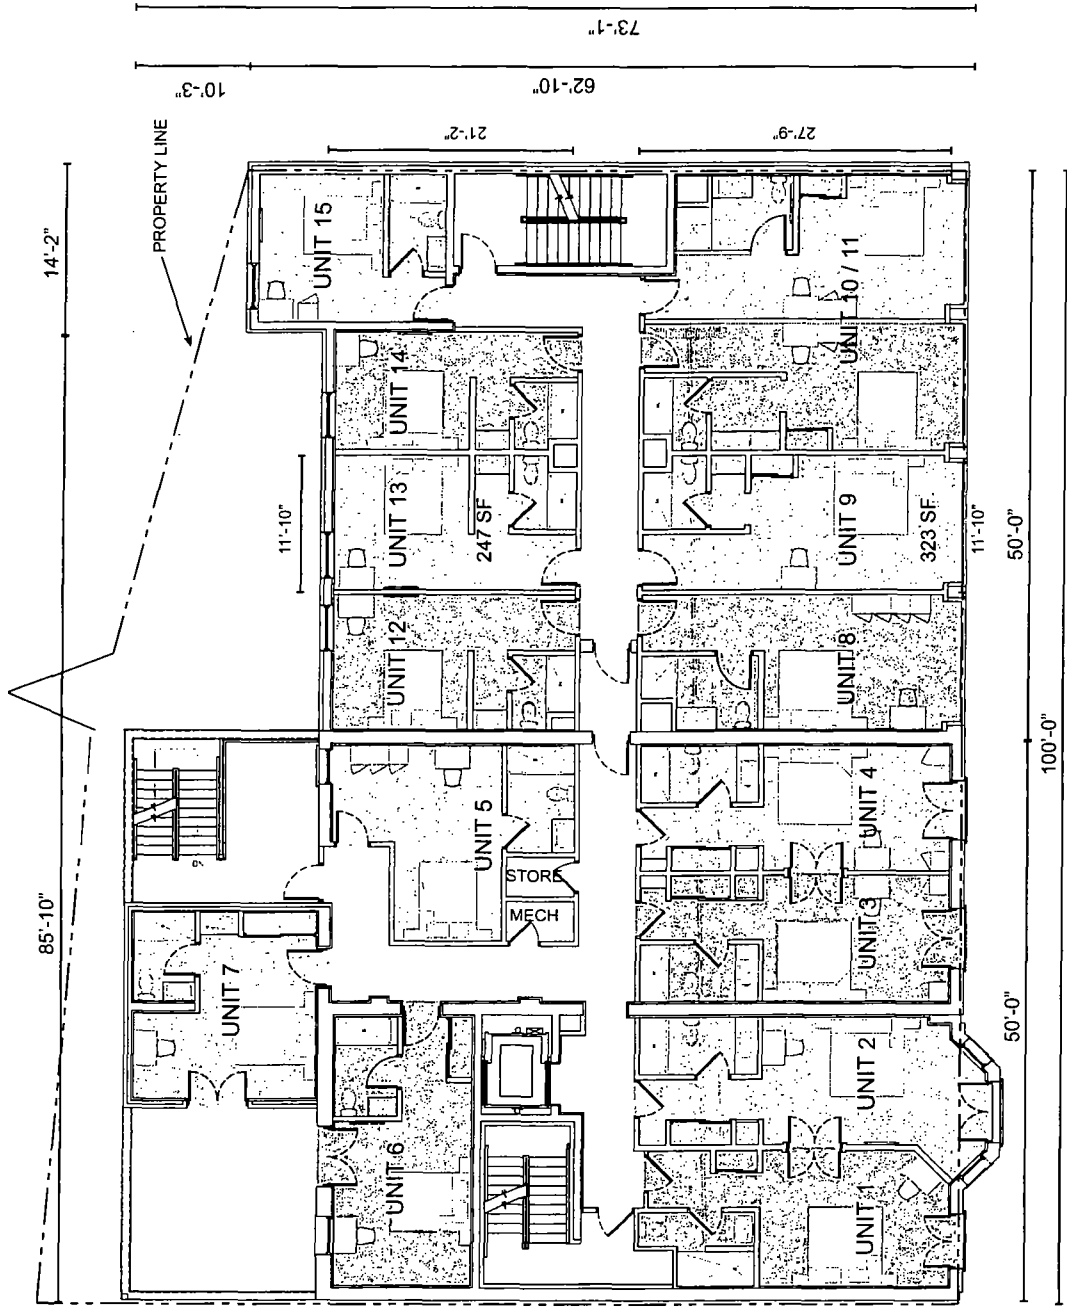 73'-1"
10'-3"
62'-10"
21'-2"
27'-9"
PROPERTY LINE
14'-2"
85'-10"
11'-10"
UNIT 15
UNIT 14
UNIT 13
247 SF
UNIT 12
UNIT 10 / 11
UNIT 9
323 SF
11'-10"
UNIT 8
50'-0"
100'-0"
UNIT 5
STORE
MECH
UNIT 4
UNIT 3
UNIT 7
UNIT 6
UNIT 2
UNIT 1
50'-0"